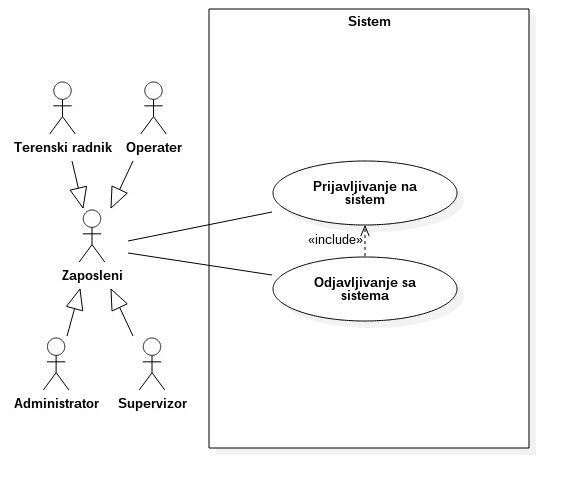 Sistem
Terenski radnik
Operater
Prijavljivanje na
sistem
«include»
Zaposleni
Odjavljivanje sa
sistema
Administrator
Supervizor